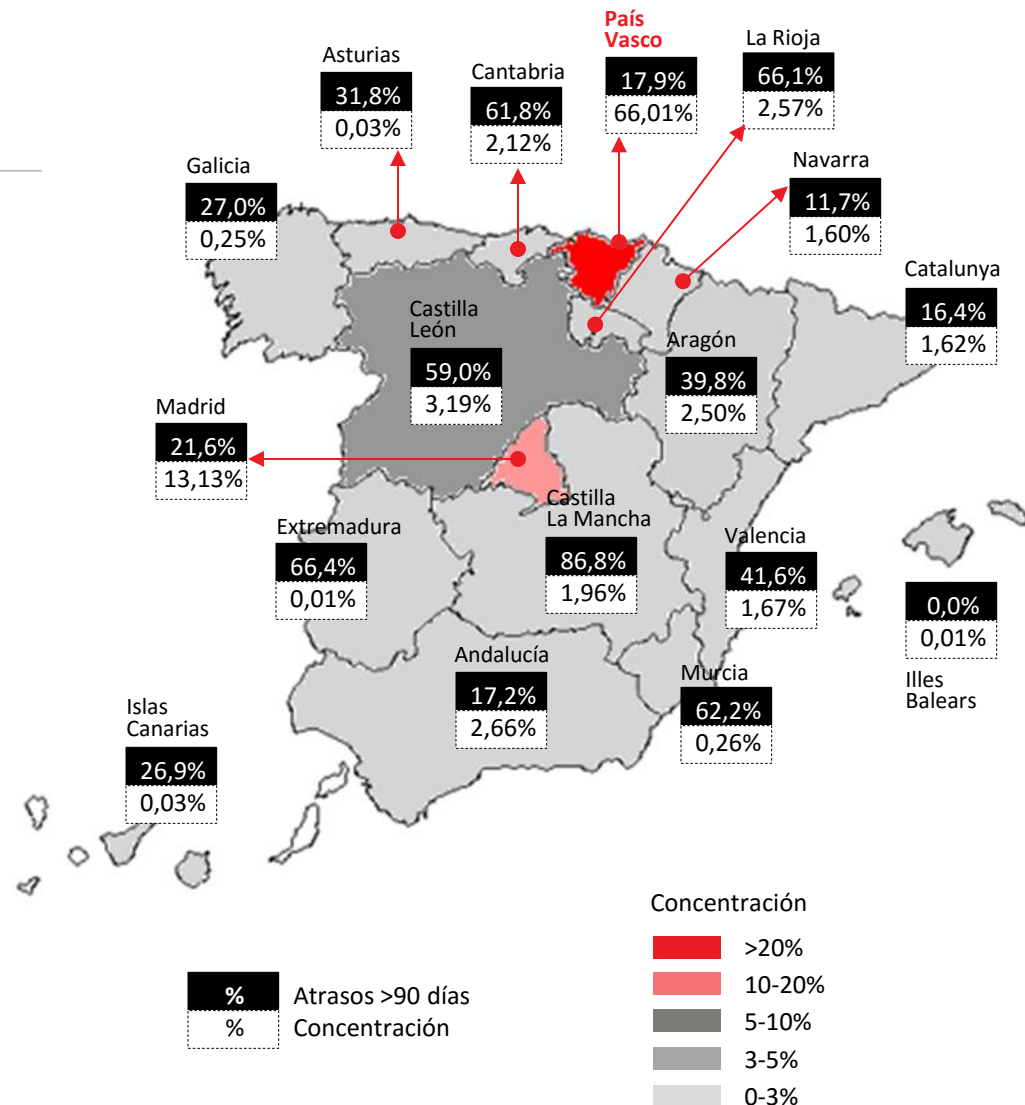 País
Vasco
17,9%
66,01%
La Rioja
66,1%
2,57%
Asturias
31,8%
0,03%
Cantabria
61,8%
2,12%
Navarra
11,7%
1,60%
Galicia
27,0%
0,25%
Catalunya
16,4%
1,62%
Castilla
León
59,0%
3,19%
Aragón
39,8%
2,50%
Madrid
21,6%
13,13%
Castilla
La Mancha
86,8%
1,96%
Extremadura
66,4%
0,01%
Valencia
41,6%
1,67%
0,0%
0,01%
Illes
Balears
Andalucía
17,2%
2,66%
Murcia
62,2%
0,26%
Islas
Canarias
26,9%
0,03%
Concentración
>20%
10-20%
5-10%
3-5%
0-3%
% Atrasos >90 días
% Concentración